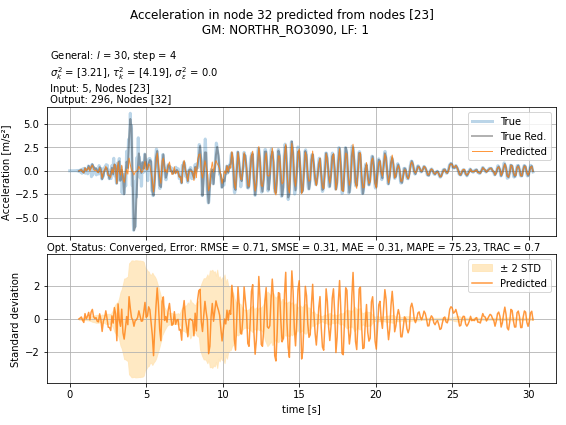 Acceleration in node 32 predicted from nodes [23]
GM: NORTHR_RO3090, LF: 1
General: l = 30, step = 4
σ²ₖ = [3.21], τ²ₖ = [4.19], σ²ε = 0.0
Input: 5, Nodes [23]
Output: 296, Nodes [32]
Acceleration [m/s²]
5.0
2.5
0.0
−2.5
−5.0
True
True Red.
Predicted
Opt. Status: Converged, Error: RMSE = 0.71, SMSE = 0.31, MAE = 0.31, MAPE = 75.23, TRAC = 0.7
Standard deviation
2
0
−2
± 2 STD
Predicted
0 5 10 15 20 25 30
time [s]